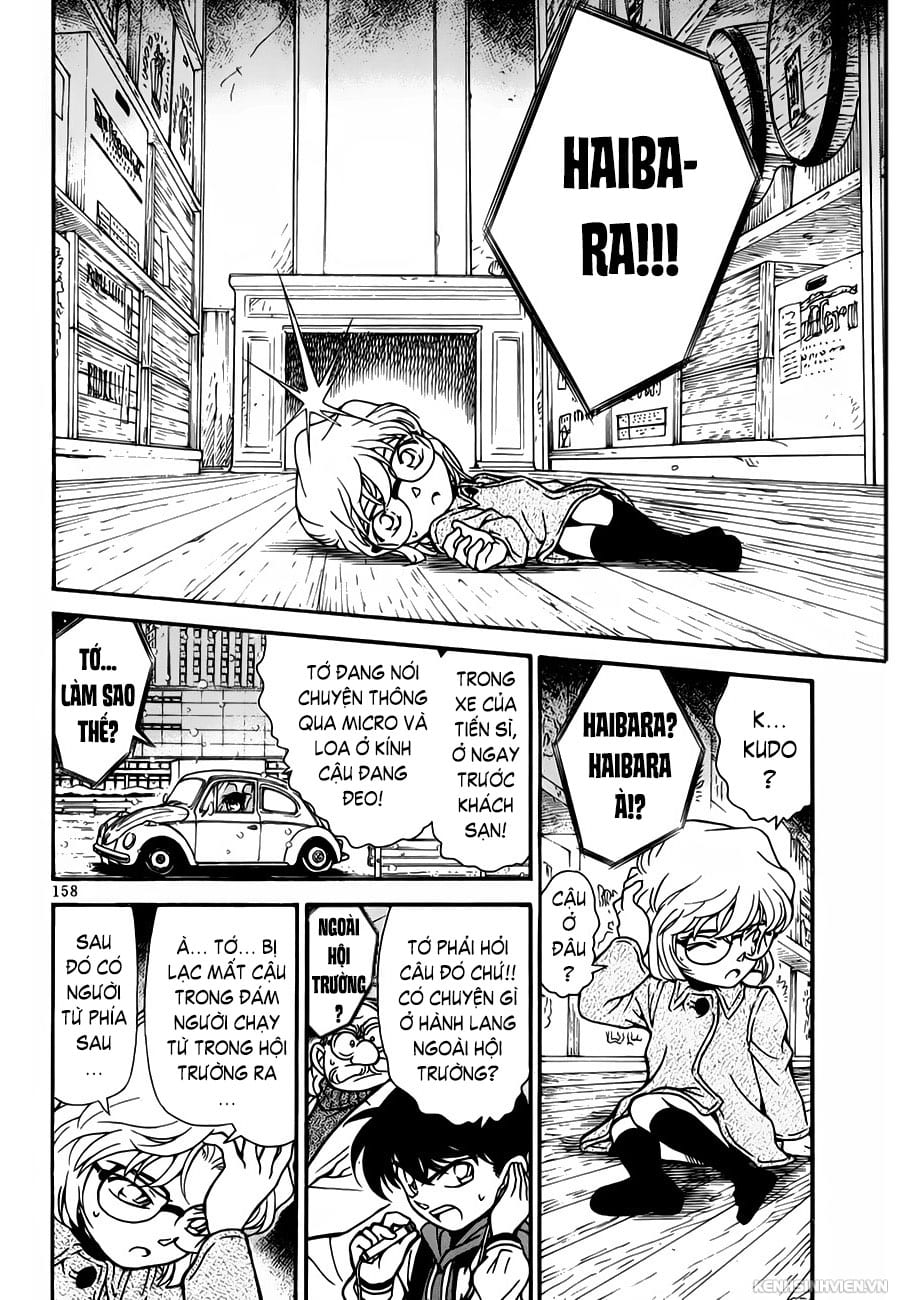 HAIBA-
RA!!!
K...
KUDO
?
HAIBARA?
HAIBARA
À!?
CẬU
Ở
ĐÂU
?
TRONG
XE CỦA
TIẾN SĨ,
Ở NGAY
TRƯỚC
KHÁCH
SẠN!
TỚ ĐANG NÓI
CHUYỆN THÔNG
QUA MICRO VÀ
LOA Ở KÍNH
CẬU ĐANG
ĐEO!
TỚ...
LÀM SAO
THẾ?
158
TỚ PHẢI HỎI
CÂU ĐÓ CHỨ!!
CÓ CHUYỆN GÌ
Ở HÀNH LANG
NGOÀI HỘI
TRƯỜNG?
NGOÀI
HỘI
TRƯỜNG
?
À... TỚ... BỊ
LẠC MẤT CẬU
TRONG ĐÁM
NGƯỜI CHẠY
TỪ TRONG HỘI
TRƯỜNG RA
...
SAU
ĐÓ CÓ
NGƯỜI
TỪ PHÍA
SAU
...
KENHSINHVIEN.VN